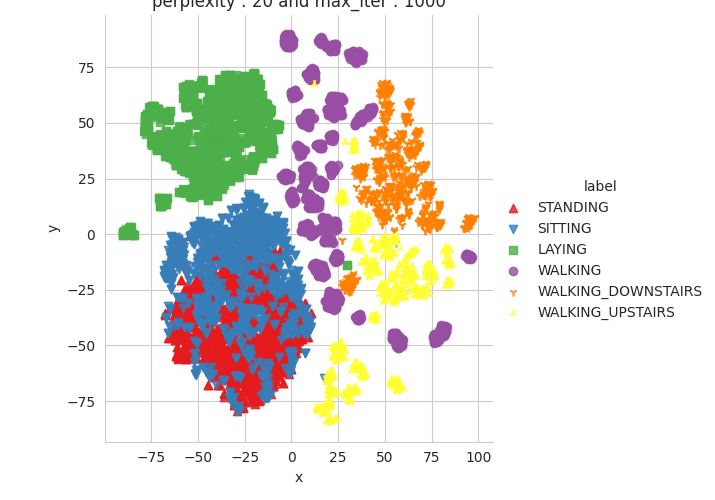 perplexity : 20 and max_iter : 1000
75
50
25
0
−25
−50
−75
y
−75 −50 −25 0 25 50 75 100
x
label
STANDING
SITTING
LAYING
WALKING
WALKING_DOWNSTAIRS
WALKING_UPSTAIRS